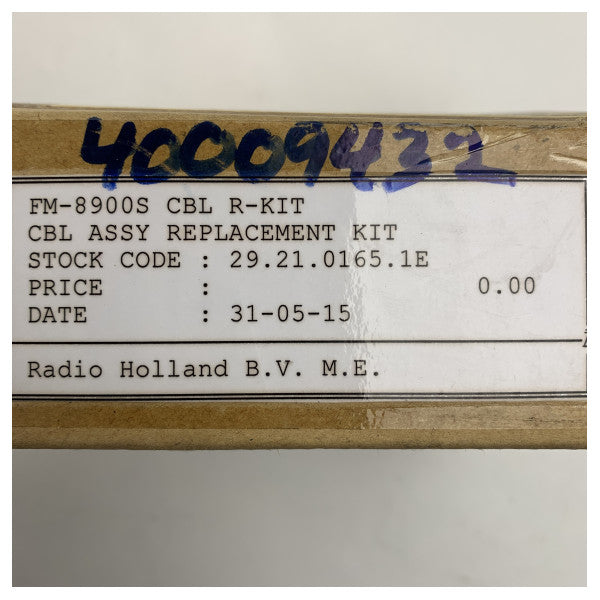 40009432
FM-8900S CBL R-KIT
CBL ASSY REPLACEMENT KIT
STOCK CODE : 29.21.0165.1E
PRICE : 0.00
DATE : 31-05-15
Radio Holland B.V. M.E.